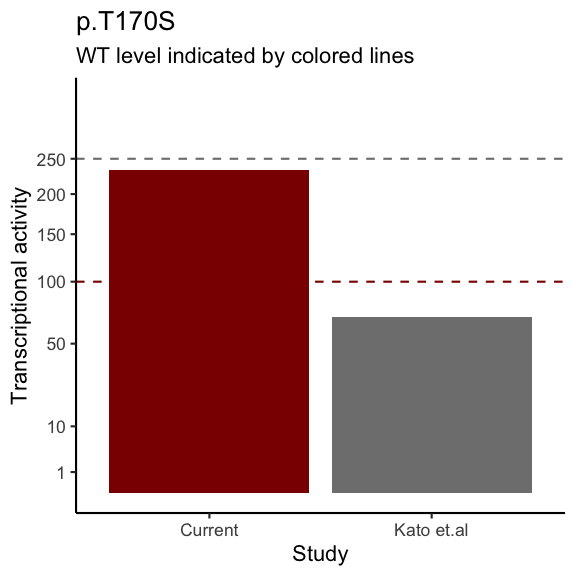 p.T170S
WT level indicated by colored lines
Transcriptional activity
250
200
150
100
50
10
1
Current
Kato et.al
Study